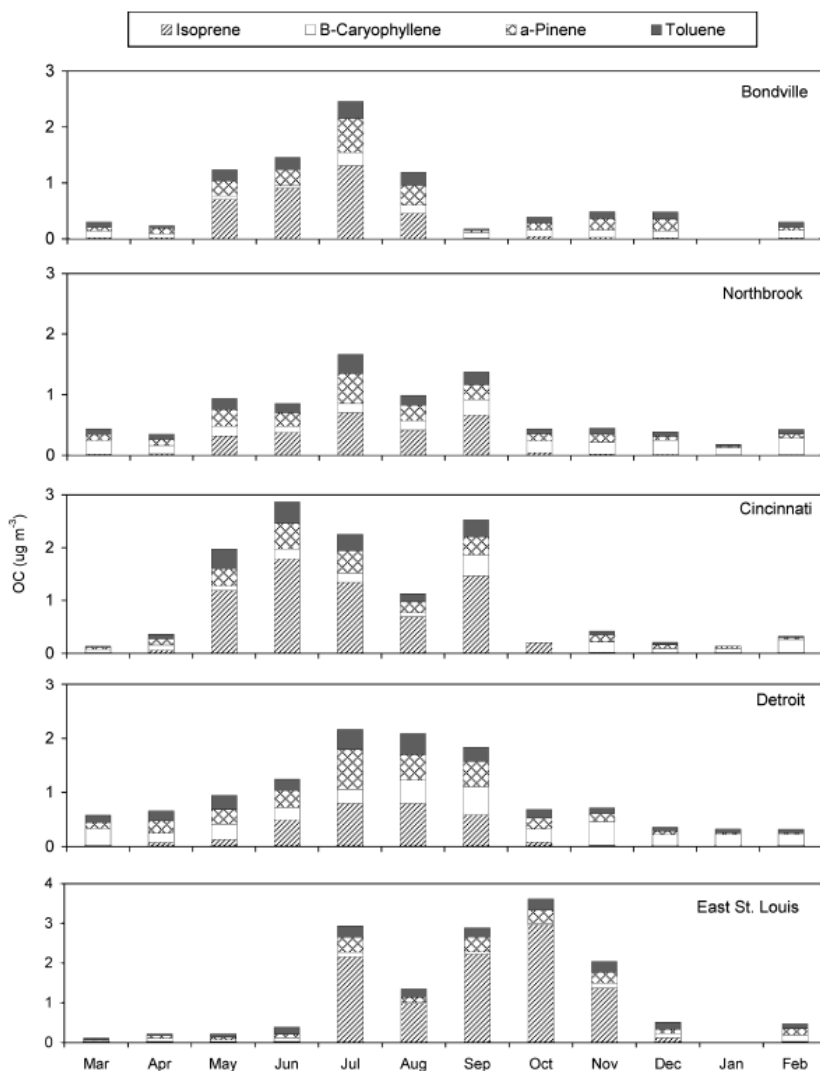 Isoprene B-Caryophyllene a-Pinene Toluene
Bondville
3
2
1
0
Northbrook
3
2
1
0
Cincinnati
3
2
1
0
OC (ug m-3)
Detroit
3
2
1
0
East St. Louis
4
3
2
1
0
Mar Apr May Jun Jul Aug Sep Oct Nov Dec Jan Feb